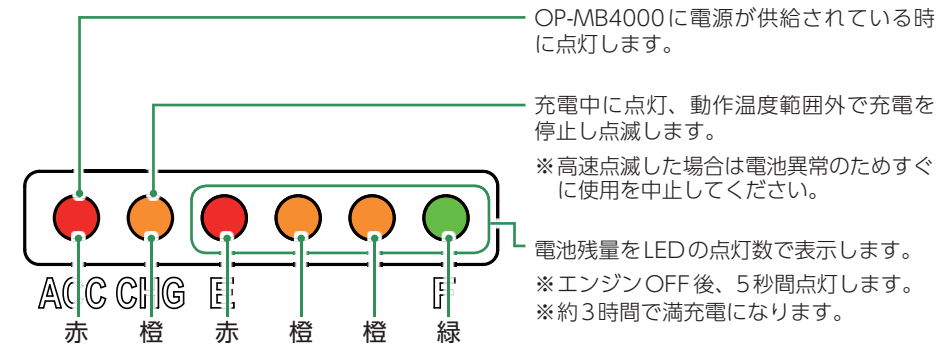 OP-MB4000に電源が供給されている時
に点灯します。
充電中に点灯、動作温度範囲外で充電を
停止し点滅します。
※高速点滅した場合は電池異常のためすぐ
に使用を中止してください。
電池残量をLEDの点灯数で表示します。
※エンジンOFF後、5秒間点灯します。
※約3時間で満充電になります。
ACC CHG E F
赤 橙 赤 橙 橙 緑